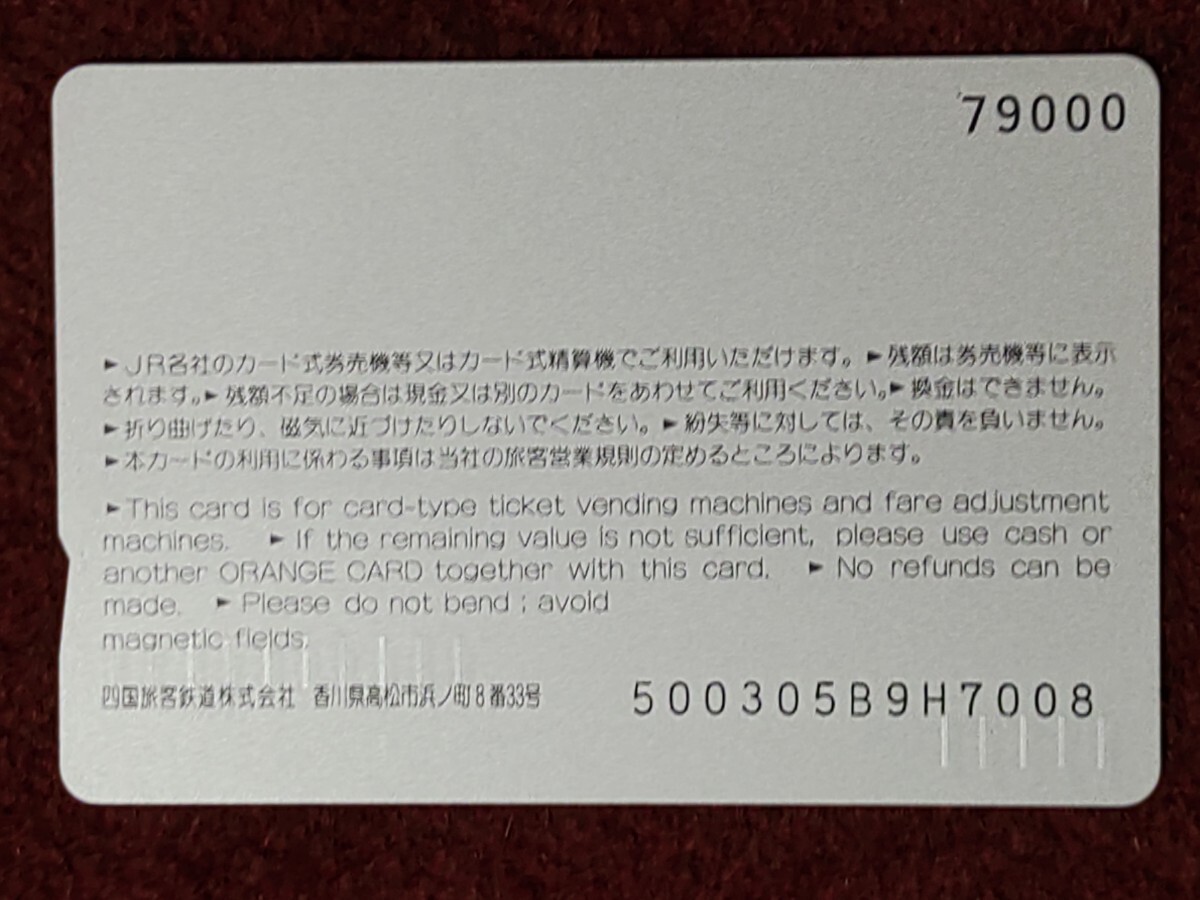 79000
►JR各社のカード式券売機等又はカード式精算機でご利用いただけます。►残額は券売機等に表示
されます。►残額不足の場合は現金又は別のカードをあわせてご利用ください。►換金はできません。
►折り曲げたり、磁気に近づけたりしないでください。►紛失等に対しては、その責を負いません。
►本カードの利用に係わる事項は当社の旅客営業規則の定めるところによります。
►This card is for card-type ticket vending machines and fare adjustment
machines. ►If the remaining value is not sufficient, please use cash or
another ORANGE CARD together with this card. ►No refunds can be
made. ►Please do not bend ; avoid
magnetic fields.
四国旅客鉄道株式会社 香川県高松市浜ノ町8番33号
500305B9H7008